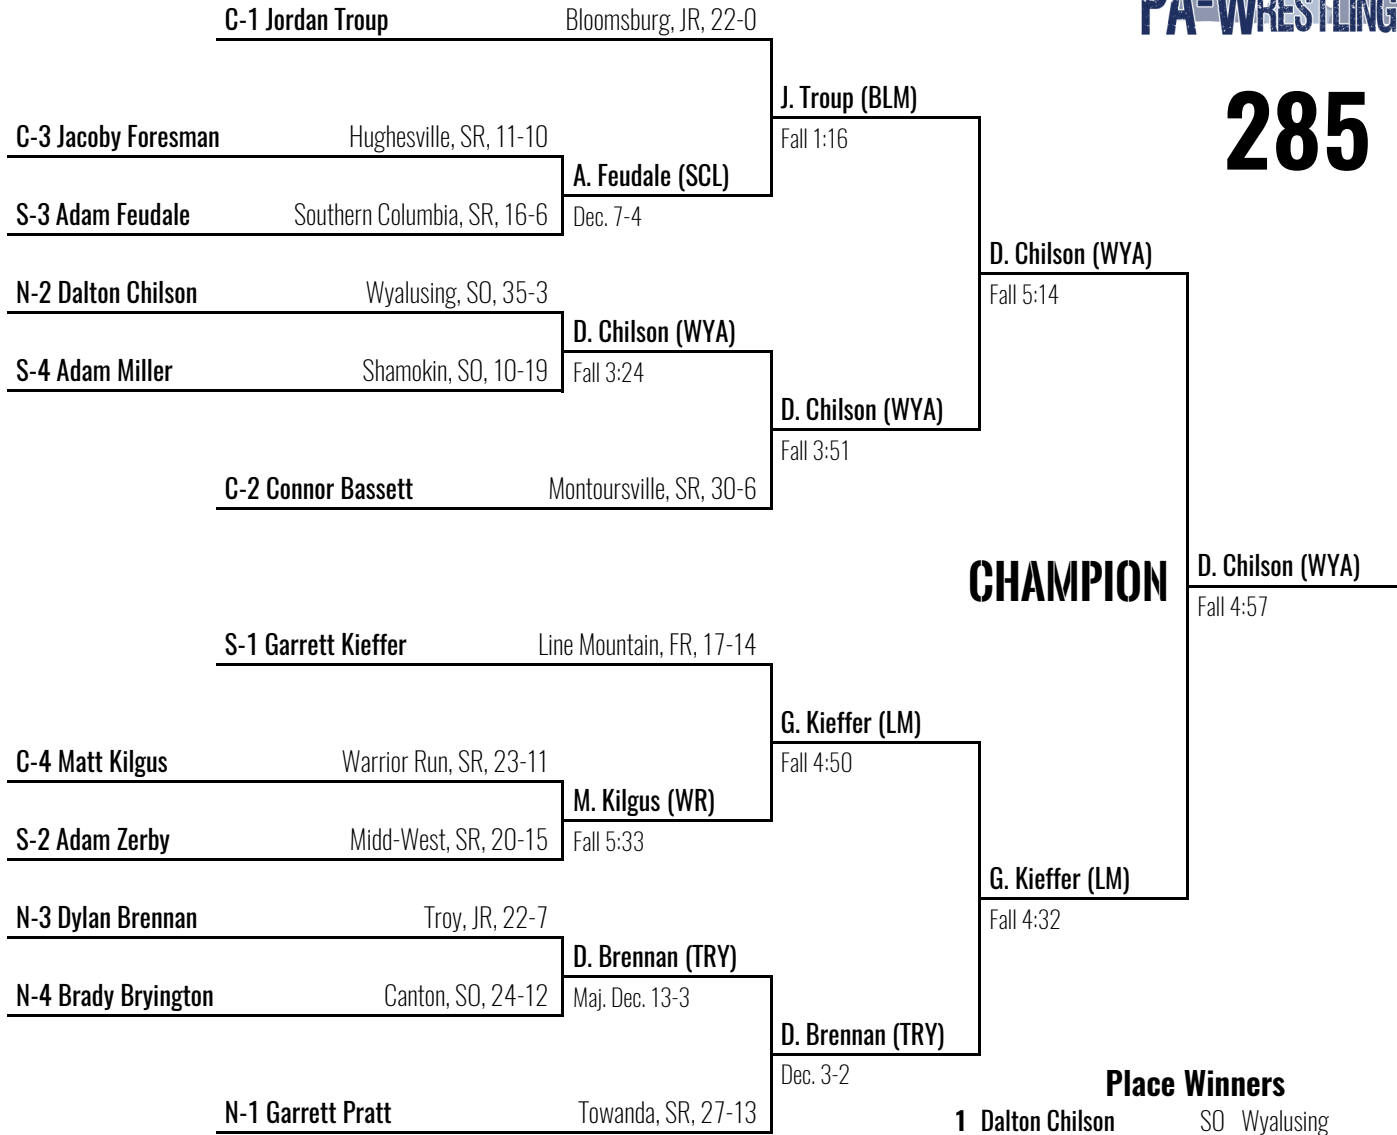 PA-WRESTLING
285
C-1 Jordan Troup Bloomsburg, JR, 22-0
J. Troup (BLM)
Fall 1:16
C-3 Jacoby Foresman Hughesville, SR, 11-10
A. Feudale (SCL)
Dec. 7-4
S-3 Adam Feudale Southern Columbia, SR, 16-6
D. Chilson (WYA)
Fall 5:14
N-2 Dalton Chilson Wyalusing, SO, 35-3
D. Chilson (WYA)
Fall 3:24
S-4 Adam Miller Shamokin, SO, 10-19
D. Chilson (WYA)
Fall 3:51
C-2 Connor Bassett Montoursville, SR, 30-6
CHAMPION
D. Chilson (WYA)
Fall 4:57
S-1 Garrett Kieffer Line Mountain, FR, 17-14
G. Kieffer (LM)
Fall 4:50
C-4 Matt Kilgus Warrior Run, SR, 23-11
M. Kilgus (WR)
Fall 5:33
S-2 Adam Zerby Midd-West, SR, 20-15
G. Kieffer (LM)
Fall 4:32
N-3 Dylan Brennan Troy, JR, 22-7
D. Brennan (TRY)
Maj. Dec. 13-3
N-4 Brady Bryington Canton, SO, 24-12
D. Brennan (TRY)
Dec. 3-2
N-1 Garrett Pratt Towanda, SR, 27-13
Place Winners
1 Dalton Chilson SO Wyalusing